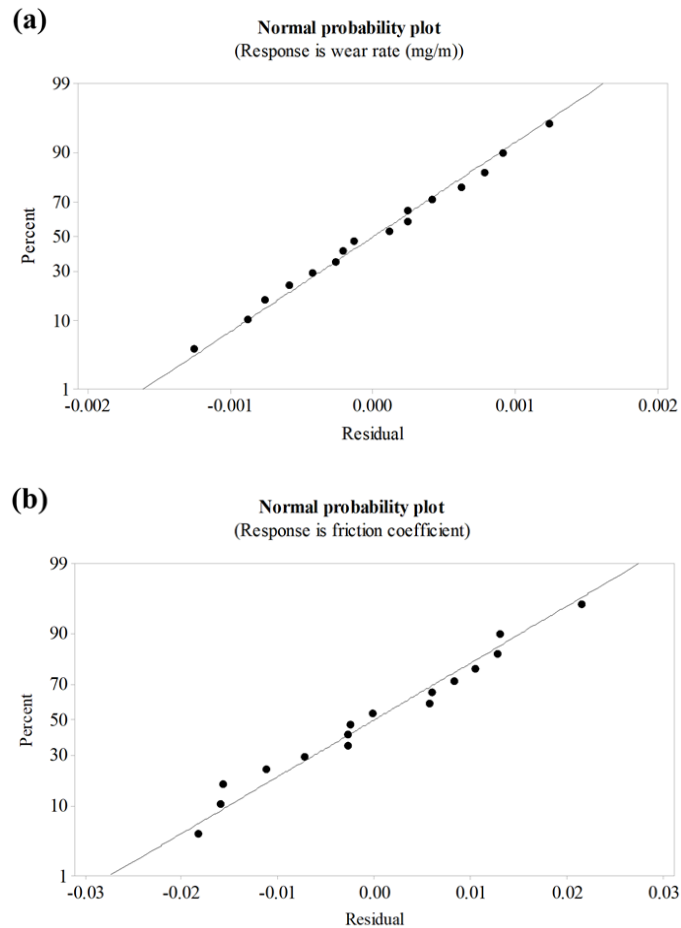 (a)
Normal probability plot
(Response is wear rate (mg/m))
99
90
70
50
30
10
1
Percent
-0.002 -0.001 0.000 0.001 0.002
Residual
(b)
Normal probability plot
(Response is friction coefficient)
99
90
70
50
30
10
1
Percent
-0.03 -0.02 -0.01 0.00 0.01 0.02 0.03
Residual